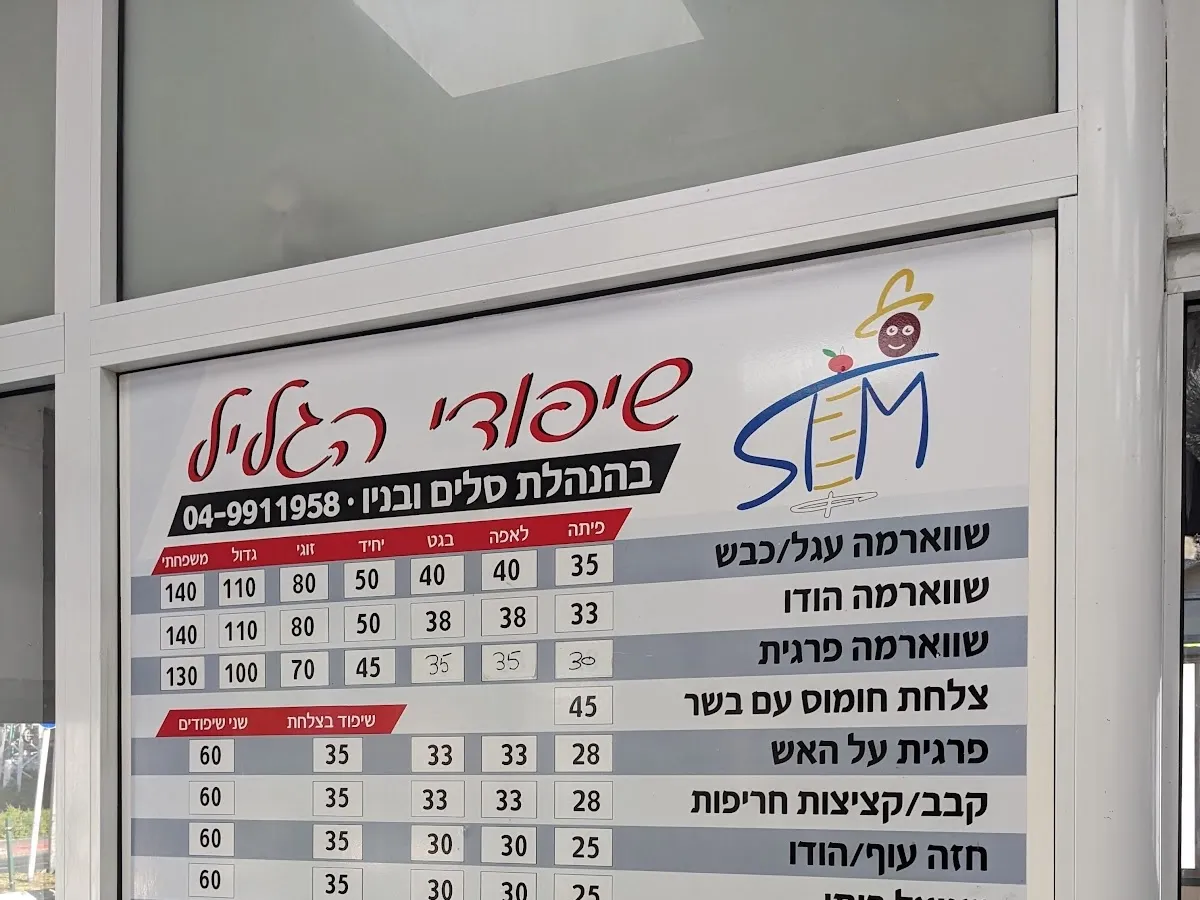 שיפודי הגליל
בהנהלת סלים ובניו · 04-9911958
STEM
פיתה לאפה בגט יחיד זוגי גדול משפחתי
שווארמה עגל/כבש 35 40 40 50 80 110 140
שווארמה הודו 33 38 38 50 80 110 140
שווארמה פרגית 30 35 35 45 70 100 130
צלחת חומוס עם בשר 45
שיפוד בצלחת שני שיפודים
פרגית על האש 28 33 33 35 60
קבב/קציצות חריפות 28 33 33 35 60
חזה עוף/הודו 25 30 30 35 60
25 30 30 35 60